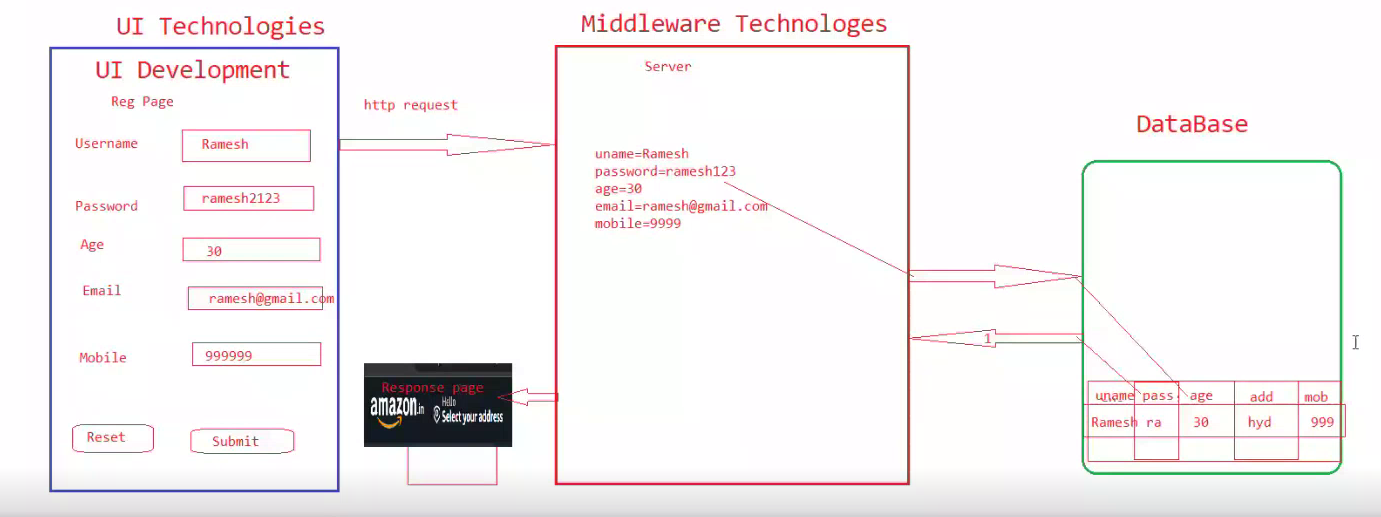 UI Technologies
Middleware Technologes
UI Development
Reg Page
Server
http request
DataBase
Username
Ramesh
Password
ramesh2123
Age
30
Email
ramesh@gmail.com
Mobile
999999
Reset
Submit
uname=Ramesh
password=ramesh123
age=30
email=ramesh@gmail.com
mobile=9999
1
Response page
amazon.in
Hello
Select your address
uname pass age add mob
Ramesh ra 30 hyd 999